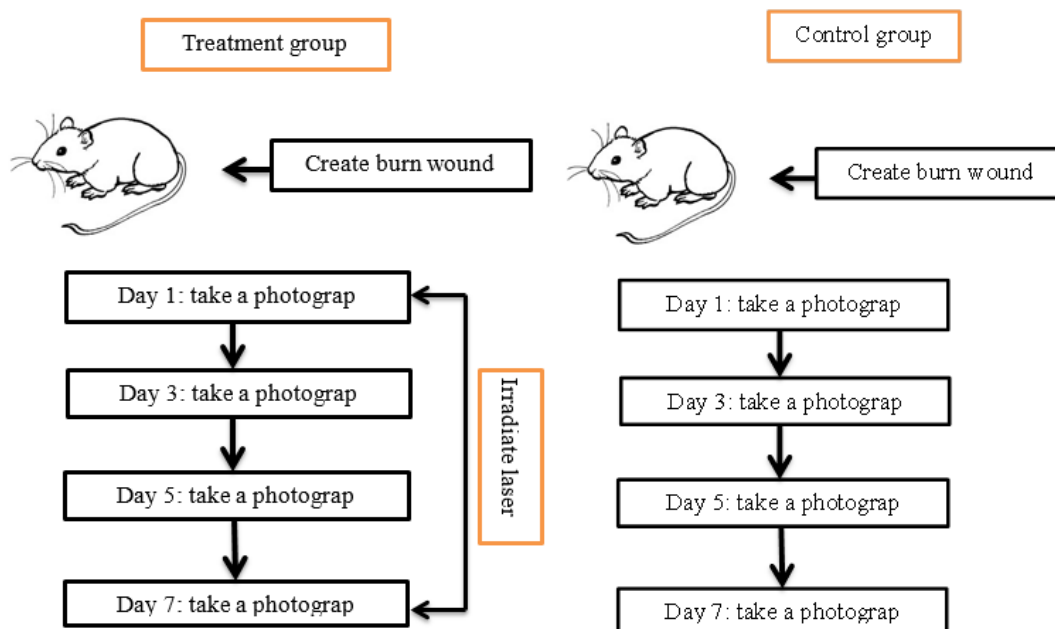 Treatment group
Control group
Create burn wound
Create burn wound
Day 1: take a photograp
Day 3: take a photograp
Day 5: take a photograp
Day 7: take a photograp
Irradiate laser
Day 1: take a photograp
Day 3: take a photograp
Day 5: take a photograp
Day 7: take a photograp